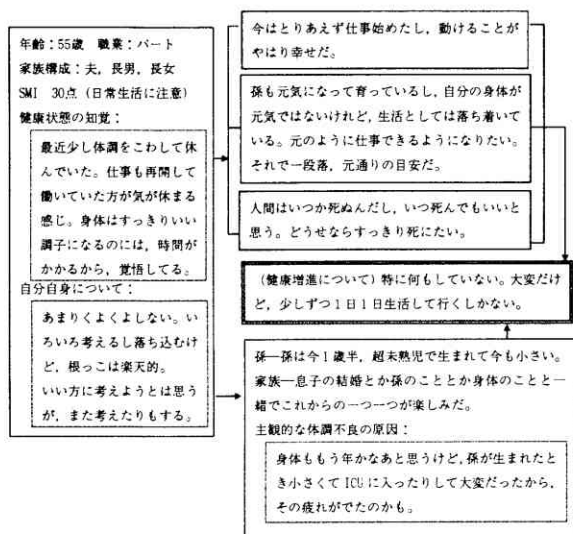 年齢：55歳　職業：パート
家族構成：夫，長男，長女
SMI　30点（日常生活に注意）
健康状態の知覚：
最近少し体調をこわして休
んでいた。仕事も再開して
働いていた方が気が休まる
感じ。身体はすっきりいい
調子になるのには，時間が
かかるから，覚悟してる。
自分自身について：
あまりくよくよしない。い
ろいろ考えるし落ち込むけ
ど，根っこは楽天的。
いい方に考えようとは思う
が，また考えたりもする。
今はとりあえず仕事始めたし，動けることが
やはり幸せだ。
孫も元気になって育っているし，自分の身体が
元気ではないけれど，生活としては落ち着いて
いる。元のように仕事できるようになりたい。
それで一段落，元通りの目安だ。
人間はいつか死ぬんだし，いつ死んでもいいと
思う。どうせならすっきり死にたい。
（健康増進について）特に何もしていない。大変だけ
ど，少しずつ1日1日生活して行くしかない。
孫―孫は今1歳半，超未熟児で生まれて今も小さい。
家族―息子の結婚とか孫のこととか身体のことと一
緒でこれからの一つ一つが楽しみだ。
主観的な体調不良の原因：
身体ももう年かなあと思うけど，孫が生まれたと
き小さくてICUに入ったりして大変だったから，
その疲れがでたのかも。